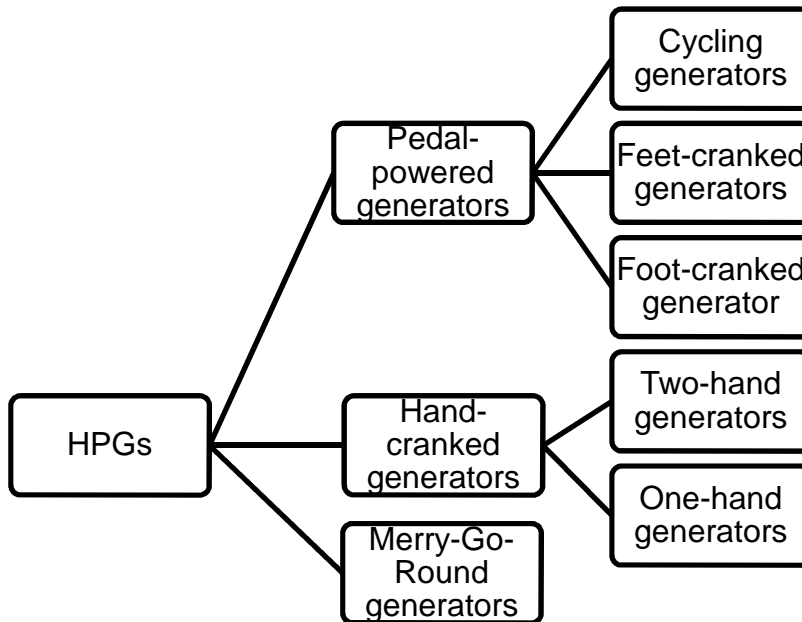 Cycling
generators
Pedal-
powered
generators
Feet-cranked
generators
Foot-cranked
generator
HPGs
Hand-
cranked
generators
Two-hand
generators
One-hand
generators
Merry-Go-
Round
generators